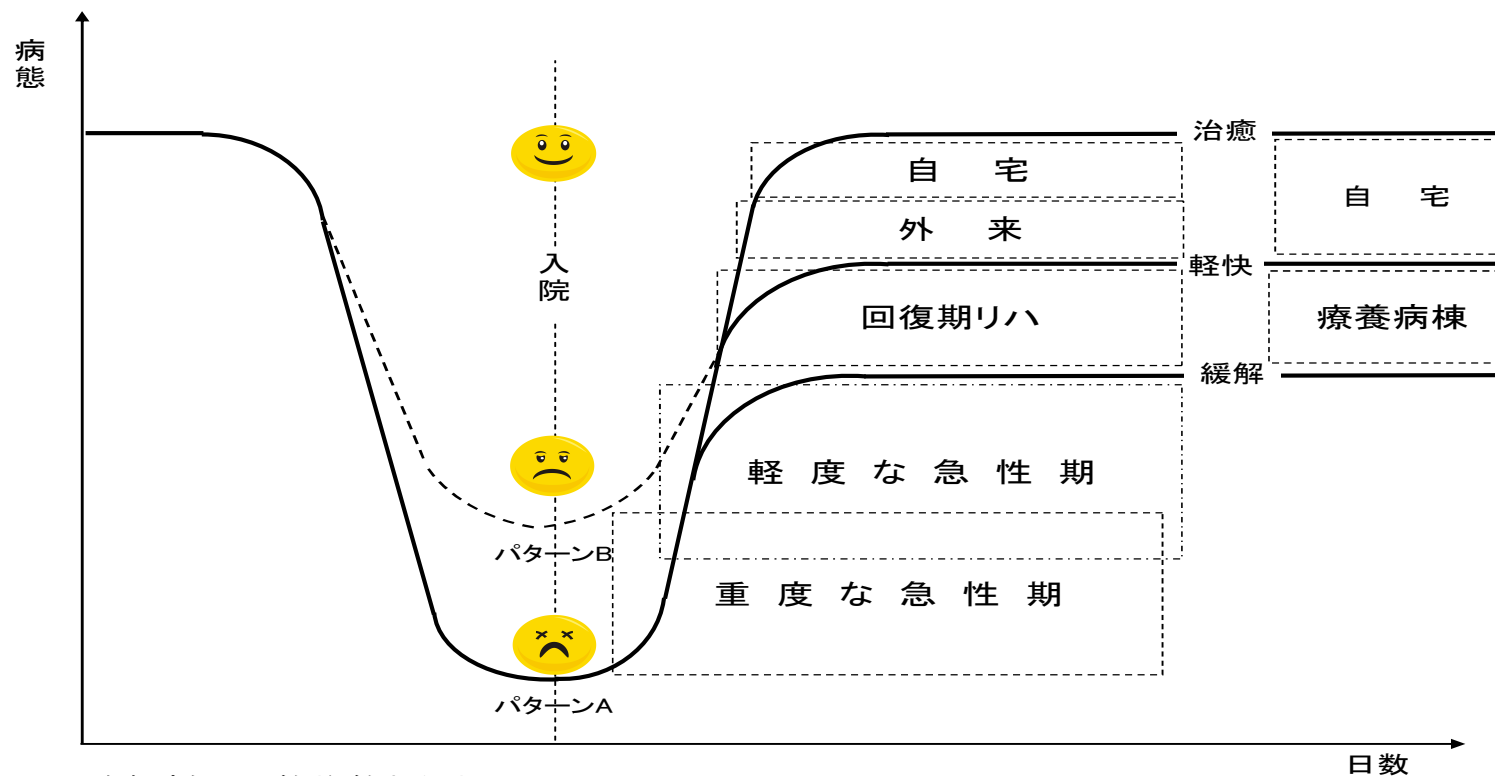 病態
治癒
自宅
自宅
外来
入院
軽快
回復期リハ
療養病棟
緩解
軽度な急性期
パターンB
重度な急性期
パターンA
日数